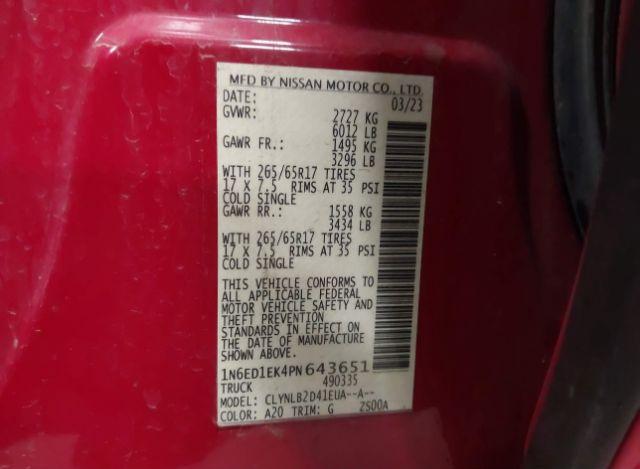 MFD BY NISSAN MOTOR CO., LTD.
DATE: 03/23
GVWR: 2727 KG
6012 LB
GAWR FR.: 1495 KG
3296 LB
WITH 265/65R17 TIRES
17 X 7.5 RIMS AT 35 PSI
COLD SINGLE
GAWR RR.: 1558 KG
3434 LB
WITH 265/65R17 TIRES
17 X 7.5 RIMS AT 35 PSI
COLD SINGLE
THIS VEHICLE CONFORMS TO
ALL APPLICABLE FEDERAL
MOTOR VEHICLE SAFETY AND
THEFT PREVENTION
STANDARDS IN EFFECT ON
THE DATE OF MANUFACTURE
SHOWN ABOVE.
1N6ED1EK4PN643651
TRUCK 490335
MODEL: CLYNLB2D41EUA--A--
COLOR: A20 TRIM: G ZS00A